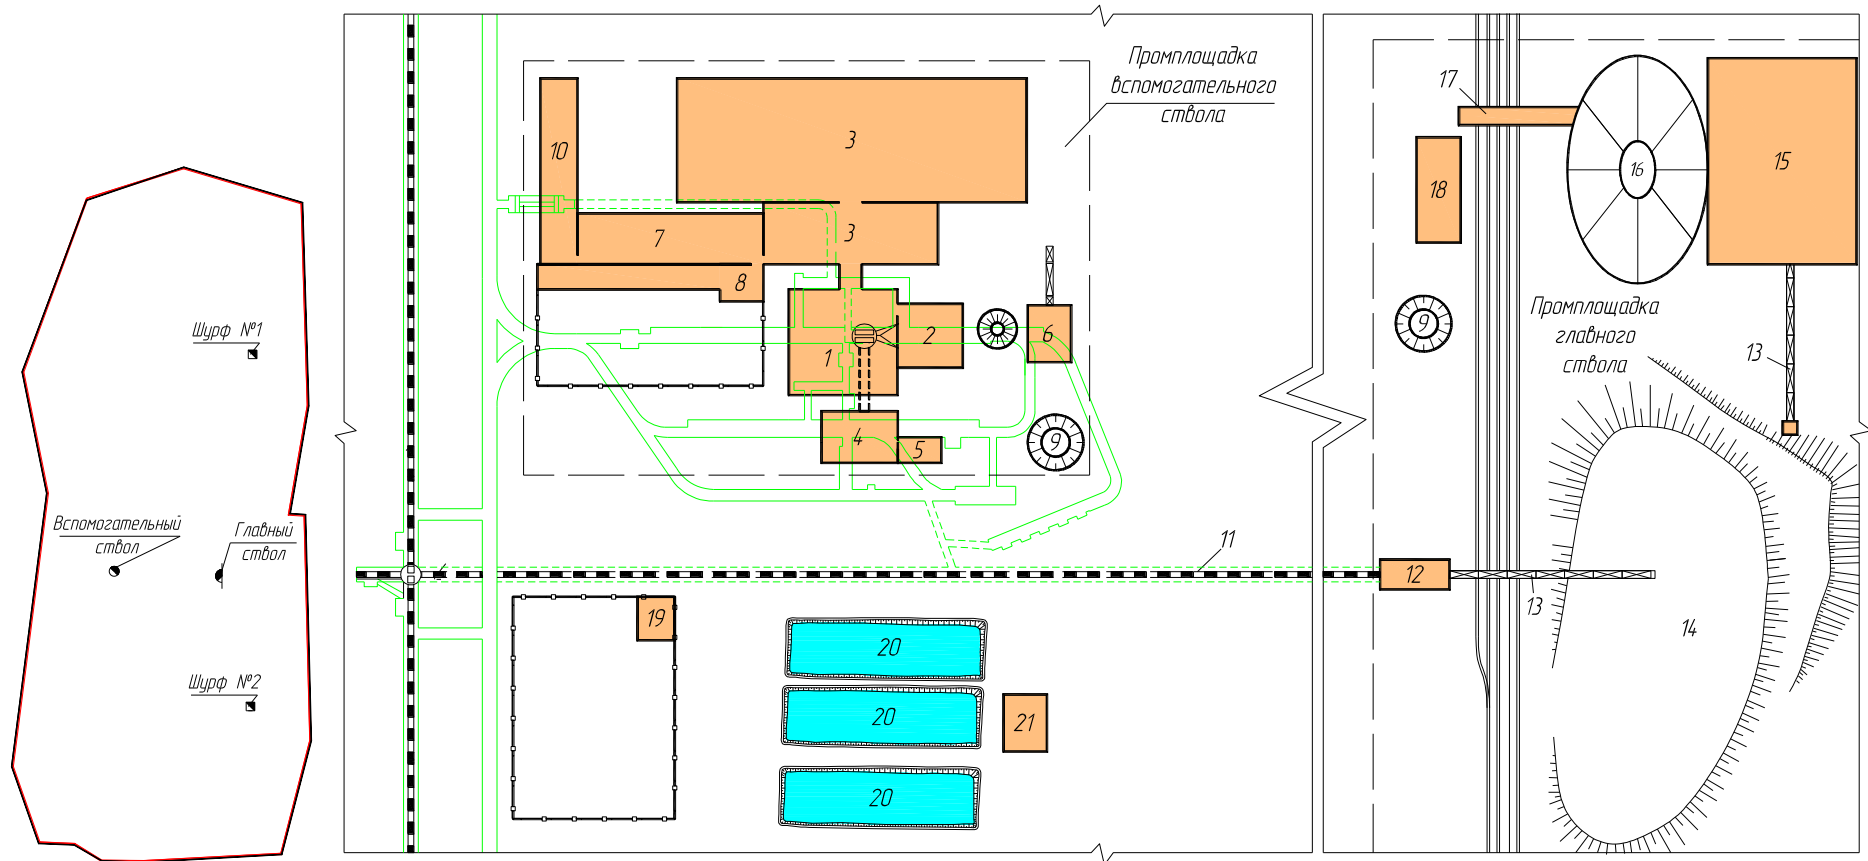 Шурф №1
Вспомогательный
ствол
Главный
ствол
Шурф №2
Промплощадка
вспомогательного
ствола
10
3
3
7
8
1
2
6
4
5
9
11
19
20
20
20
21
17
18
16
15
9
Промплощадка
главного
ствола
13
12
13
14